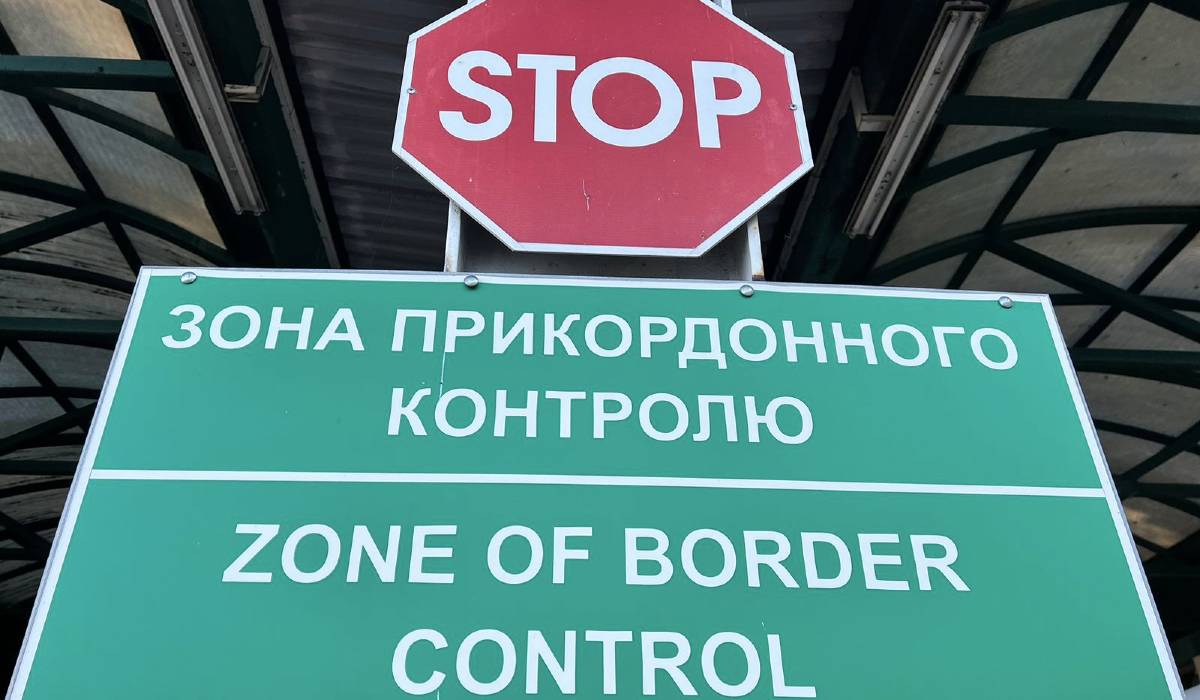 STOP
ЗОНА ПРИКОРДОННОГО
КОНТРОЛЮ
ZONE OF BORDER
CONTROL